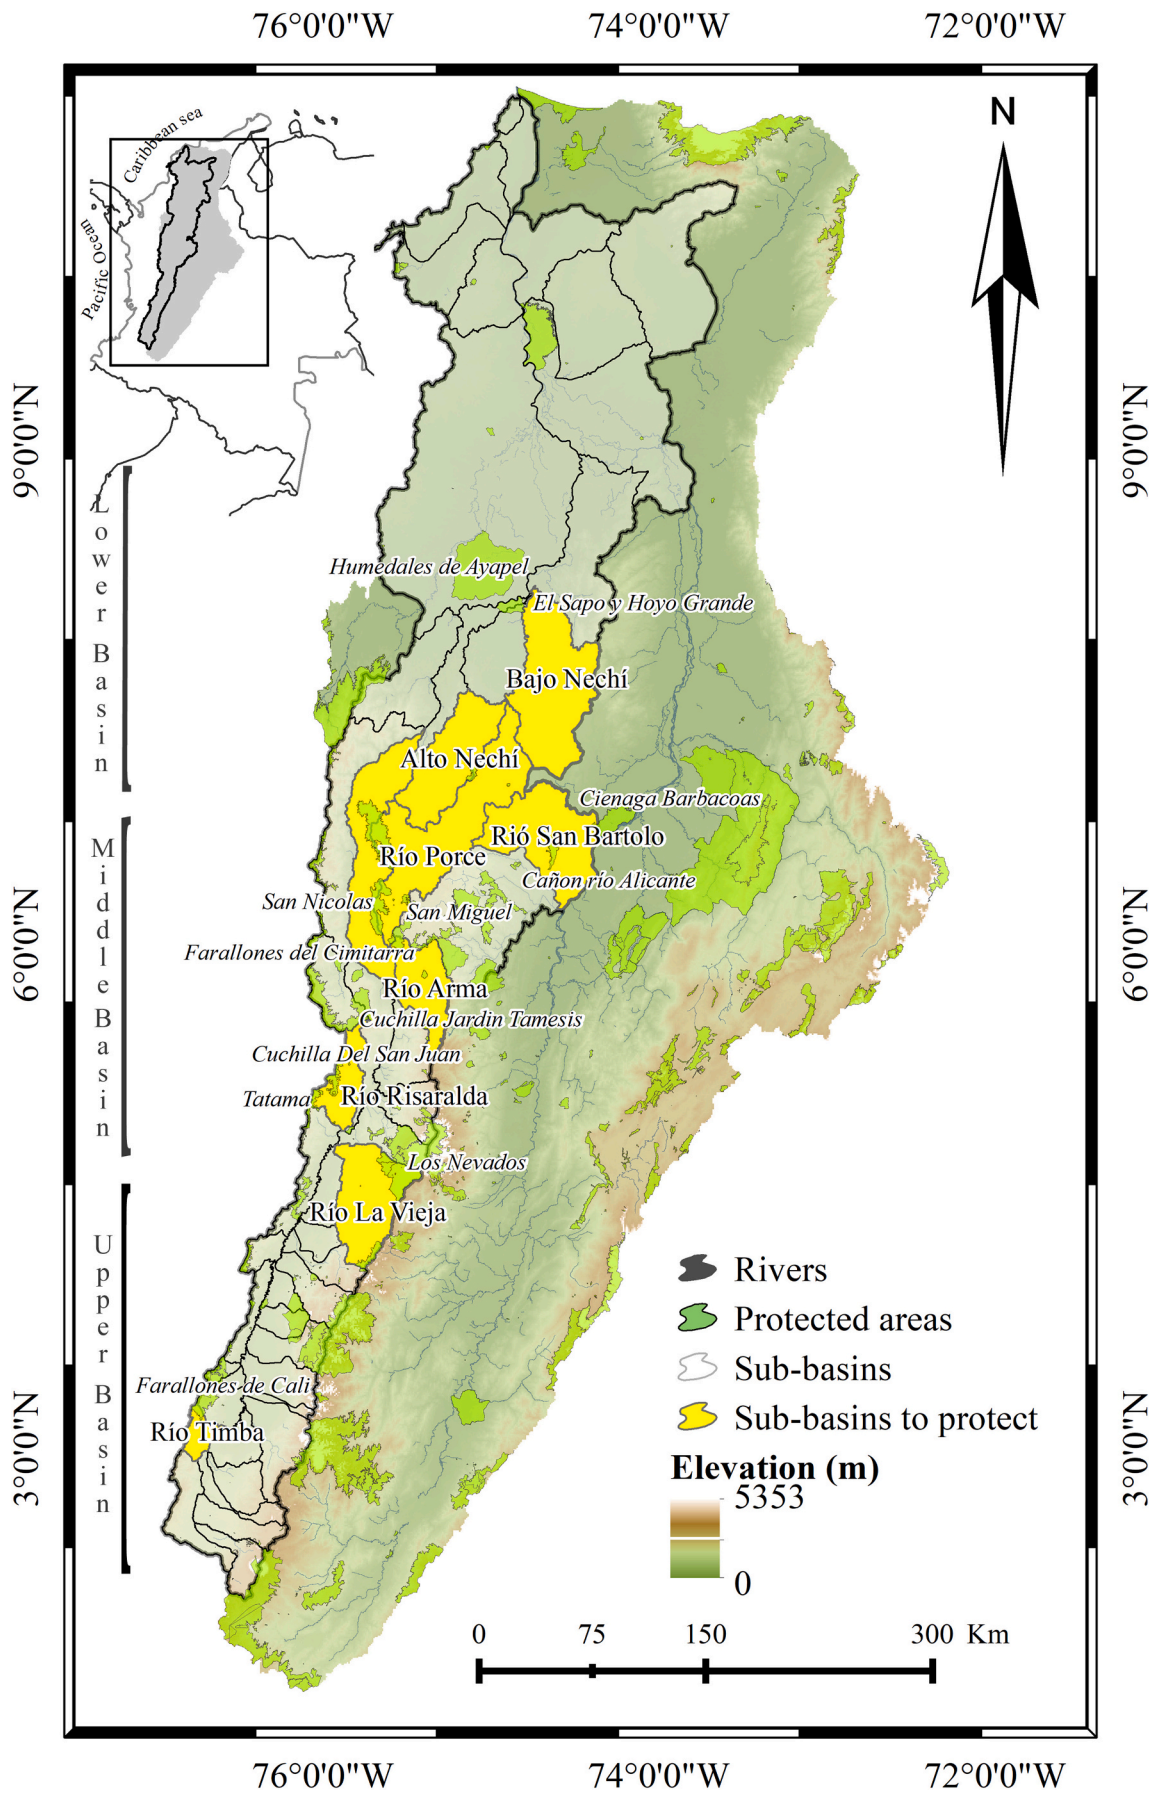 76°0'0"W 74°0'0"W 72°0'0"W
N
Caribbean sea
Pacific Ocean
9°0'0"N
9°0'0"N
Lower Basin
Humedales de Ayapel
El Sapo y Hoyo Grande
Bajo Nechí
Alto Nechí
Cienaga Barbacoas
Rió San Bartolo
Río Porce
Cañon río Alicante
Middle Basin
San Nicolas
San Miguel
6°0'0"N
6°0'0"N
Farallones del Cimitarra
Río Arma
Cuchilla Jardin Tamesis
Cuchilla Del San Juan
Tatama
Río Risaralda
Los Nevados
Río La Vieja
Upper Basin
Rivers
Protected areas
Sub-basins
Sub-basins to protect
Farallones de Cali
Río Timba
3°0'0"N
3°0'0"N
Elevation (m)
5353
0
0 75 150 300 Km
76°0'0"W 74°0'0"W 72°0'0"W